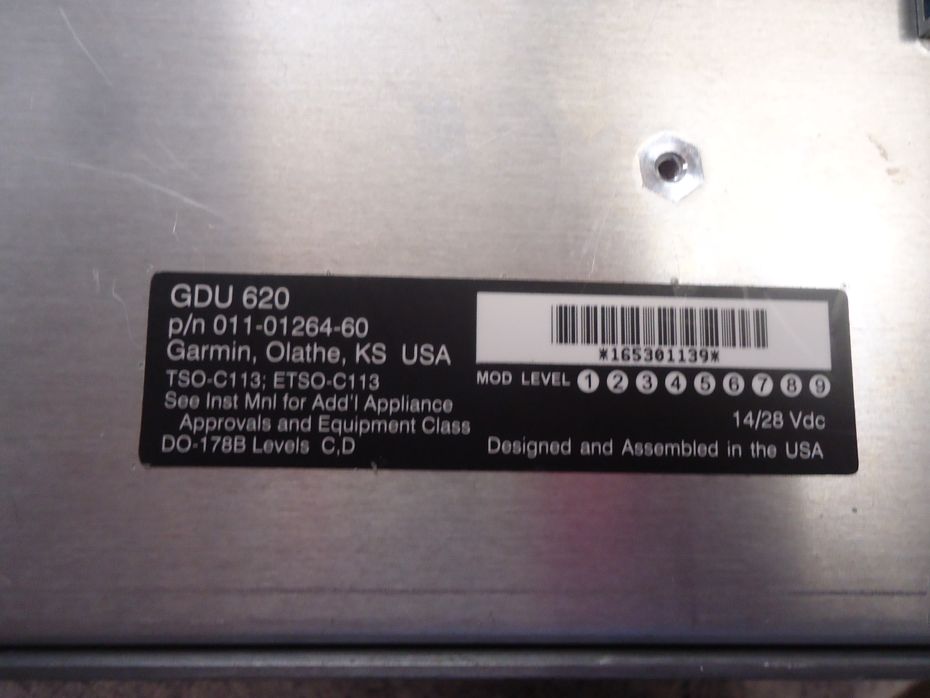 GDU 620
p/n 011-01264-60
Garmin, Olathe, KS USA
TSO-C113; ETSO-C113
See Inst Mnl for Add'l Appliance
Approvals and Equipment Class
DO-178B Levels C,D
*165301139*
MOD LEVEL 1 2 3 4 5 6 7 8 9
14/28 Vdc
Designed and Assembled in the USA